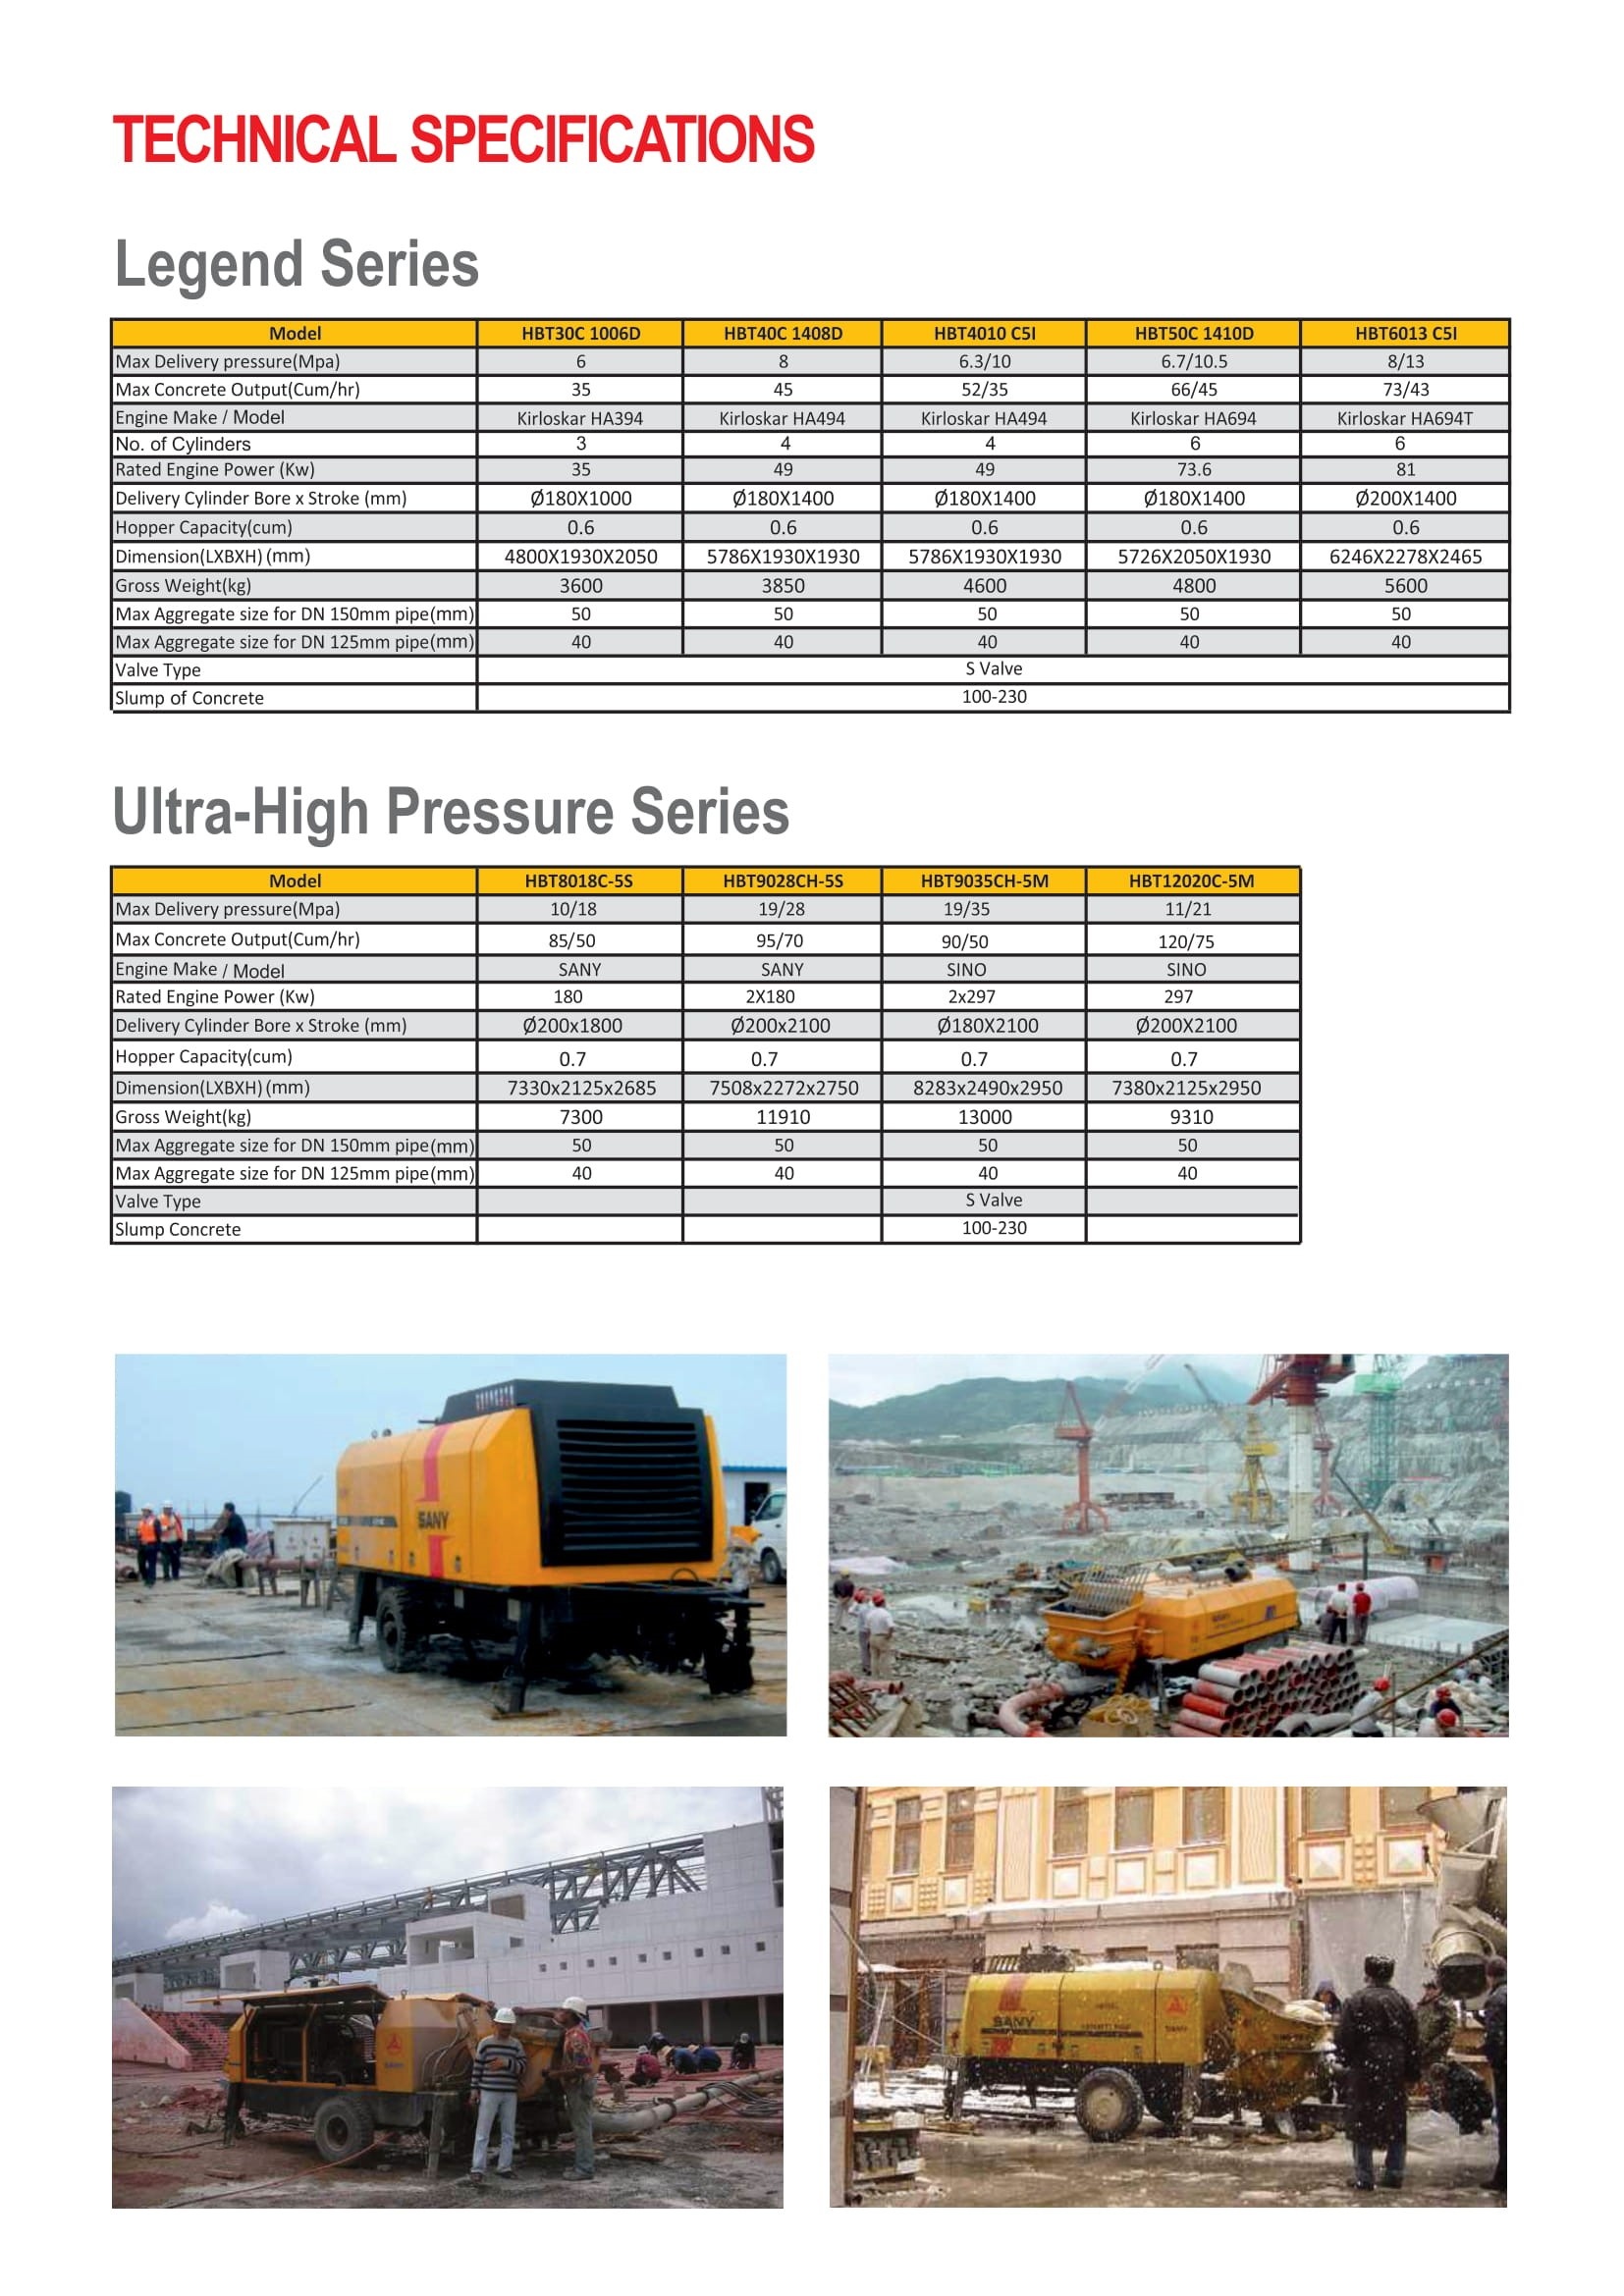 TECHNICAL SPECIFICATIONS
Legend Series
Model HBT30C 1006D HBT40C 1408D HBT4010 C5I HBT50C 1410D HBT6013 C5I
Max Delivery pressure(Mpa) 6 8 6.3/10 6.7/10.5 8/13
Max Concrete Output(Cum/hr) 35 45 52/35 66/45 73/43
Engine Make / Model Kirloskar HA394 Kirloskar HA494 Kirloskar HA494 Kirloskar HA694 Kirloskar HA694T
No. of Cylinders 3 4 4 6 6
Rated Engine Power (Kw) 35 49 49 73.6 81
Delivery Cylinder Bore x Stroke (mm) Ø180X1000 Ø180X1400 Ø180X1400 Ø180X1400 Ø200X1400
Hopper Capacity(cum) 0.6 0.6 0.6 0.6 0.6
Dimension(LXBXH) (mm) 4800X1930X2050 5786X1930X1930 5786X1930X1930 5726X2050X1930 6246X2278X2465
Gross Weight(kg) 3600 3850 4600 4800 5600
Max Aggregate size for DN 150mm pipe(mm) 50 50 50 50 50
Max Aggregate size for DN 125mm pipe(mm) 40 40 40 40 40
Valve Type S Valve
Slump of Concrete 100-230
Ultra-High Pressure Series
Model HBT8018C-5S HBT9028CH-5S HBT9035CH-5M HBT12020C-5M
Max Delivery pressure(Mpa) 10/18 19/28 19/35 11/21
Max Concrete Output(Cum/hr) 85/50 95/70 90/50 120/75
Engine Make / Model SANY SANY SINO SINO
Rated Engine Power (Kw) 180 2X180 2x297 297
Delivery Cylinder Bore x Stroke (mm) Ø200x1800 Ø200x2100 Ø180X2100 Ø200X2100
Hopper Capacity(cum) 0.7 0.7 0.7 0.7
Dimension(LXBXH) (mm) 7330x2125x2685 7508x2272x2750 8283x2490x2950 7380x2125x2950
Gross Weight(kg) 7300 11910 13000 9310
Max Aggregate size for DN 150mm pipe(mm) 50 50 50 50
Max Aggregate size for DN 125mm pipe(mm) 40 40 40 40
Valve Type S Valve
Slump Concrete 100-230
SANY
SANY